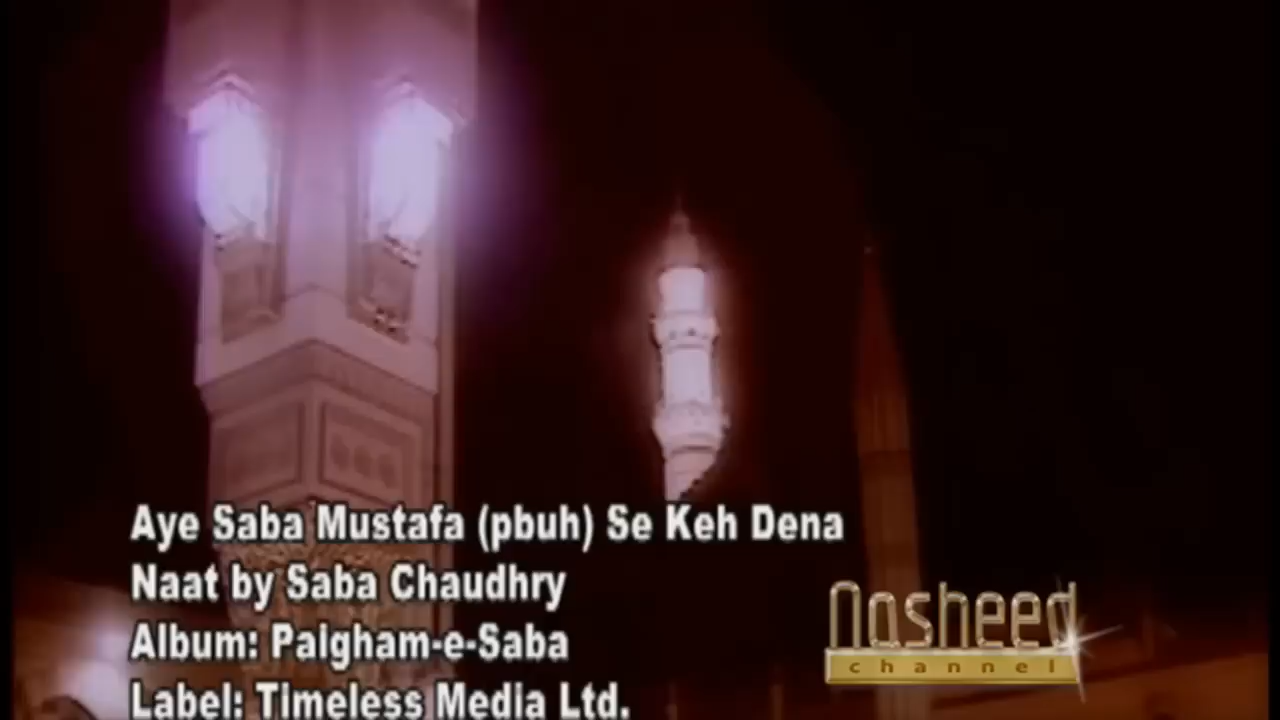 Aye Saba Mustafa (pbuh) Se Keh Dena
Naat by Saba Chaudhry
Album: Paigham-e-Saba
Label: Timeless Media Ltd.
Nasheed
channel